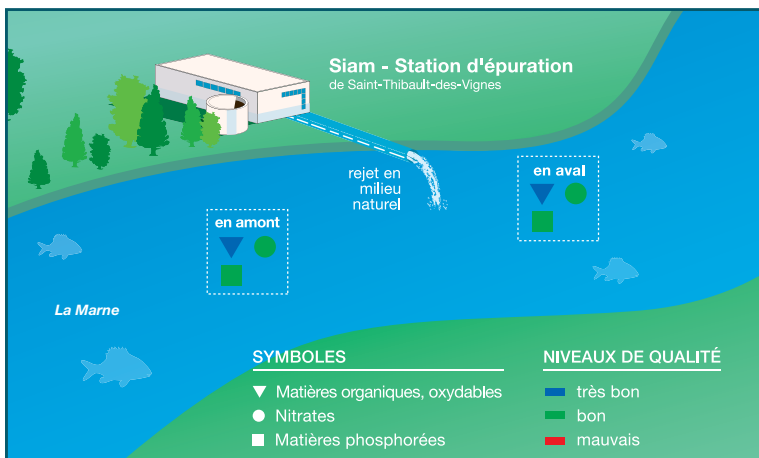 Siam - Station d'épuration
de Saint-Thibault-des-Vignes
rejet en
milieu
naturel
en aval
en amont
La Marne
SYMBOLES
Matières organiques, oxydables
Nitrates
Matières phosphorées
NIVEAUX DE QUALITÉ
très bon
bon
mauvais